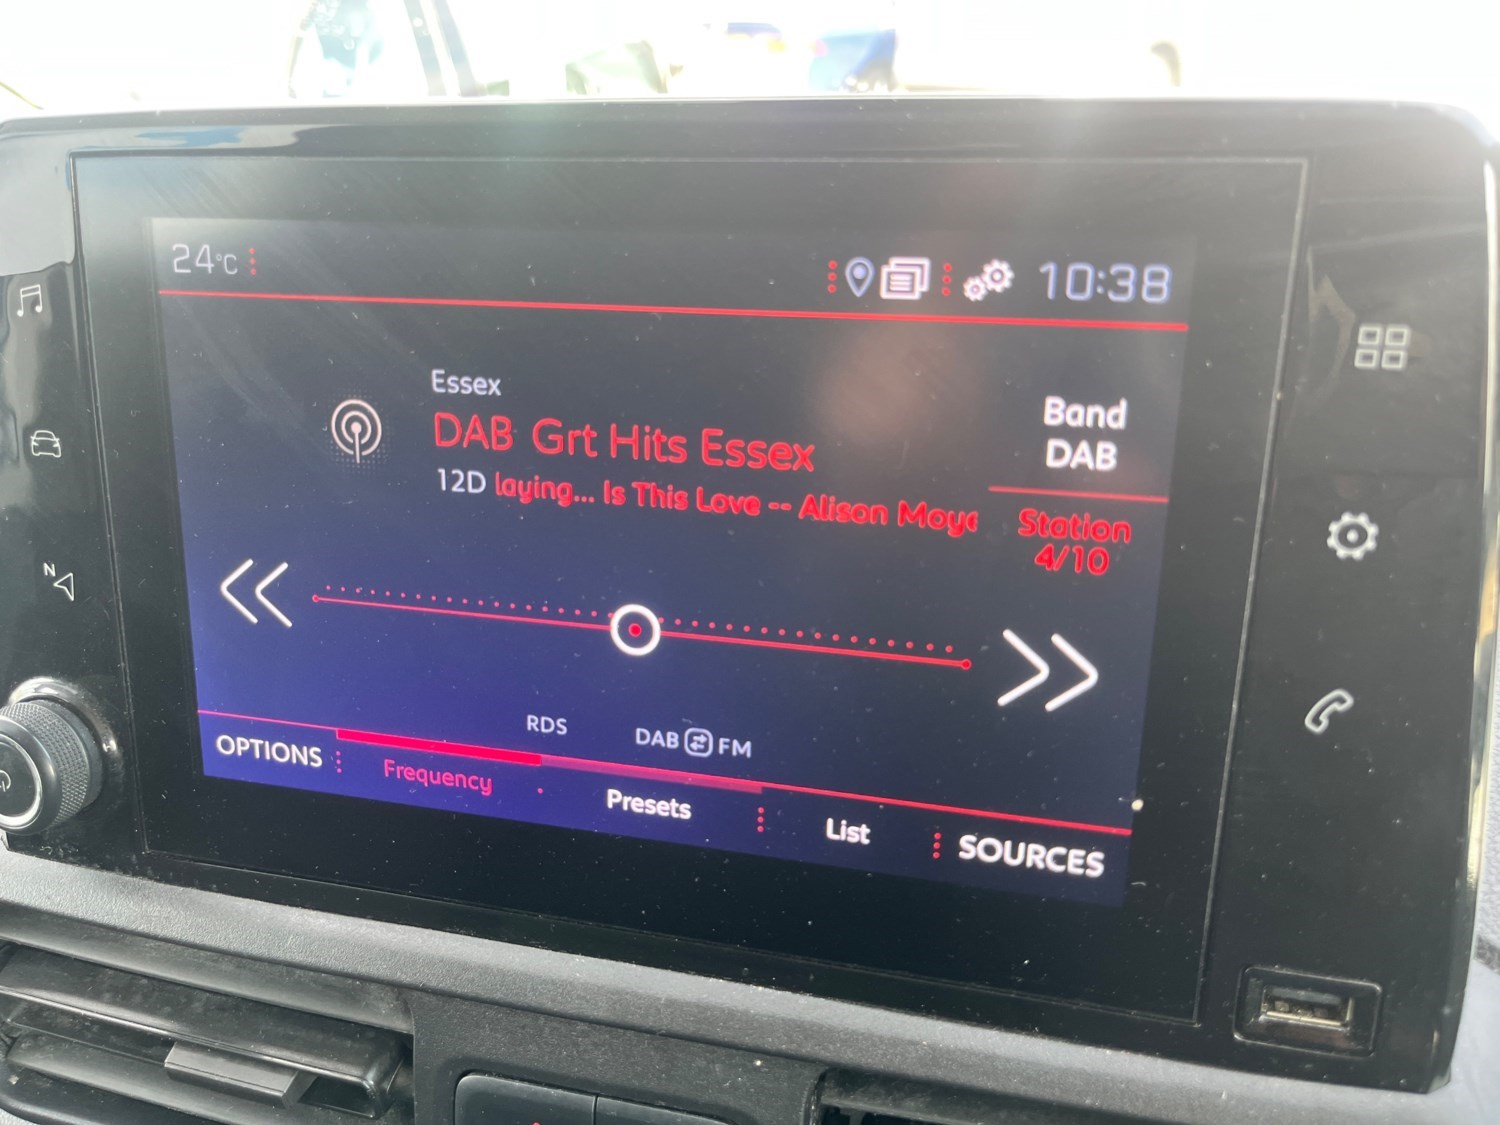 24°C
10:38
Essex
DAB Grt Hits Essex
12D laying... Is This Love -- Alison Moye
Band
DAB
Station
4/10
N
RDS
DAB FM
OPTIONS
Frequency
Presets
List
SOURCES